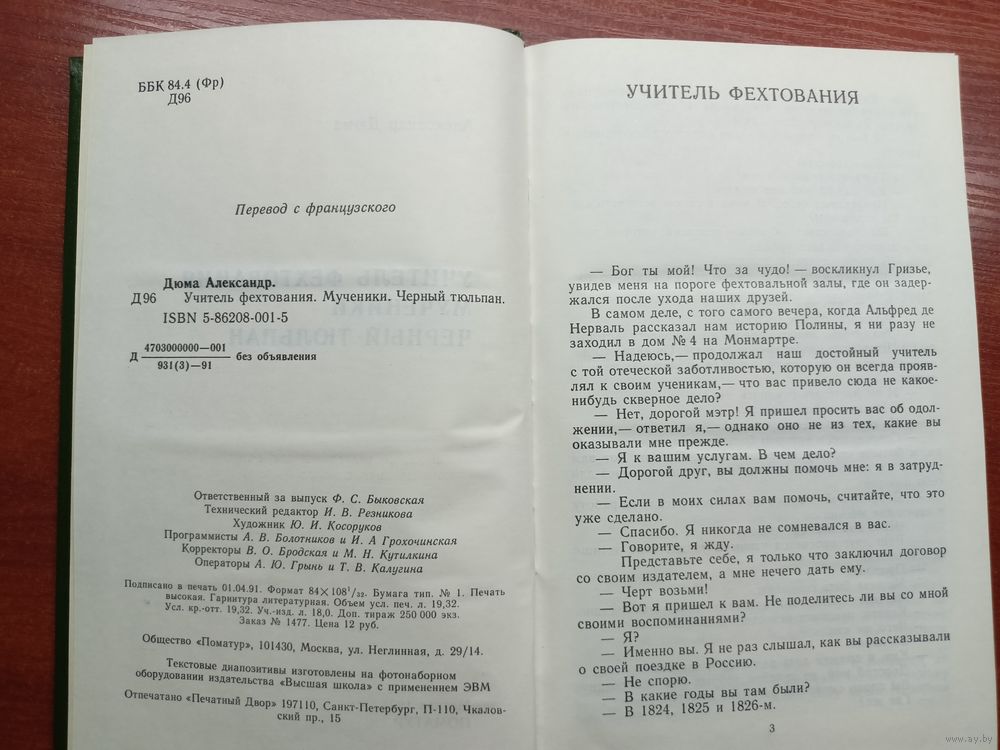 ББК 84.4 (Фр)
Д96
Перевод с французского
Дюма Александр.
Д96 Учитель фехтования. Мученики. Черный тюльпан.
ISBN 5-86208-001-5
Д 4703000000—001
931(3)—91 без объявления
Ответственный за выпуск Ф. С. Быковская
Технический редактор И. В. Резникова
Художник Ю. И. Косоруков
Программисты А. В. Болотников и И. А Грохочинская
Корректоры В. О. Бродская и М. Н. Кутилкина
Операторы А. Ю. Грынь и Т. В. Калугина
Подписано в печать 01.04.91. Формат 84×108¹/₃₂. Бумага тип. № 1. Печать
высокая. Гарнитура литературная. Объем усл. печ. л. 19,32.
Усл. кр.-отт. 19,32. Уч.-изд. л. 18,0. Доп. тираж 250 000 экз.
Заказ № 1477. Цена 12 руб.
Общество «Поматур», 101430, Москва, ул. Неглинная, д. 29/14.
Текстовые диапозитивы изготовлены на фотонаборном
оборудовании издательства «Высшая школа» с применением ЭВМ
Отпечатано «Печатный Двор» 197110, Санкт-Петербург, П-110, Чкалов-
ский пр., 15
УЧИТЕЛЬ ФЕХТОВАНИЯ
— Бог ты мой! Что за чудо! — воскликнул Гризье,
увидев меня на пороге фехтовальной залы, где он задер-
жался после ухода наших друзей.
В самом деле, с того самого вечера, когда Альфред де
Нерваль рассказал нам историю Полины, я ни разу не
заходил в дом № 4 на Монмартре.
— Надеюсь,— продолжал наш достойный учитель
с той отеческой заботливостью, которую он всегда прояв-
лял к своим ученикам,— что вас привело сюда не какое-
нибудь скверное дело?
— Нет, дорогой мэтр! Я пришел просить вас об одол-
жении,— ответил я,— однако оно не из тех, какие вы
оказывали мне прежде.
— Я к вашим услугам. В чем дело?
— Дорогой друг, вы должны помочь мне: я в затруд-
нении.
— Если в моих силах вам помочь, считайте, что это
уже сделано.
— Спасибо. Я никогда не сомневался в вас.
— Говорите, я жду.
Представьте себе, я только что заключил договор
со своим издателем, а мне нечего дать ему.
— Черт возьми!
— Вот я пришел к вам. Не поделитесь ли вы со мной
своими воспоминаниями?
— Я?
— Именно вы. Я не раз слышал, как вы рассказывали
о своей поездке в Россию.
— Не спорю.
— В какие годы вы там были?
— В 1824, 1825 и 1826-м.
3
www.ay.by